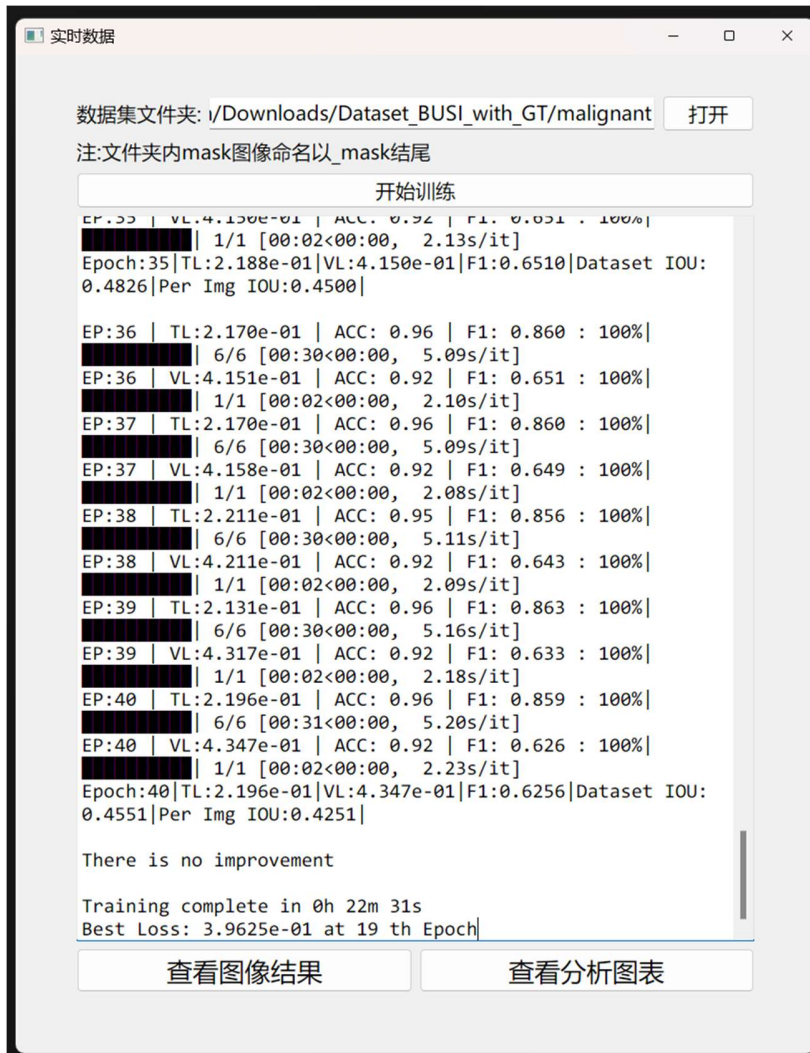 实时数据
数据集文件夹: /Downloads/Dataset_BUSI_with_GT/malignant 打开
注:文件夹内mask图像命名以_mask结尾
开始训练
EP:35 | VL:4.150e-01 | ACC: 0.92 | F1: 0.651 : 100%|
██████████| 1/1 [00:02<00:00, 2.13s/it]
Epoch:35|TL:2.188e-01|VL:4.150e-01|F1:0.6510|Dataset IOU:
0.4826|Per Img IOU:0.4500|
EP:36 | TL:2.170e-01 | ACC: 0.96 | F1: 0.860 : 100%|
██████████| 6/6 [00:30<00:00, 5.09s/it]
EP:36 | VL:4.151e-01 | ACC: 0.92 | F1: 0.651 : 100%|
██████████| 1/1 [00:02<00:00, 2.10s/it]
EP:37 | TL:2.170e-01 | ACC: 0.96 | F1: 0.860 : 100%|
██████████| 6/6 [00:30<00:00, 5.09s/it]
EP:37 | VL:4.158e-01 | ACC: 0.92 | F1: 0.649 : 100%|
██████████| 1/1 [00:02<00:00, 2.08s/it]
EP:38 | TL:2.211e-01 | ACC: 0.95 | F1: 0.856 : 100%|
██████████| 6/6 [00:30<00:00, 5.11s/it]
EP:38 | VL:4.211e-01 | ACC: 0.92 | F1: 0.643 : 100%|
██████████| 1/1 [00:02<00:00, 2.09s/it]
EP:39 | TL:2.131e-01 | ACC: 0.96 | F1: 0.863 : 100%|
██████████| 6/6 [00:30<00:00, 5.16s/it]
EP:39 | VL:4.317e-01 | ACC: 0.92 | F1: 0.633 : 100%|
██████████| 1/1 [00:02<00:00, 2.18s/it]
EP:40 | TL:2.196e-01 | ACC: 0.96 | F1: 0.859 : 100%|
██████████| 6/6 [00:31<00:00, 5.20s/it]
EP:40 | VL:4.347e-01 | ACC: 0.92 | F1: 0.626 : 100%|
██████████| 1/1 [00:02<00:00, 2.23s/it]
Epoch:40|TL:2.196e-01|VL:4.347e-01|F1:0.6256|Dataset IOU:
0.4551|Per Img IOU:0.4251|
There is no improvement
Training complete in 0h 22m 31s
Best Loss: 3.9625e-01 at 19 th Epoch
查看图像结果 查看分析图表